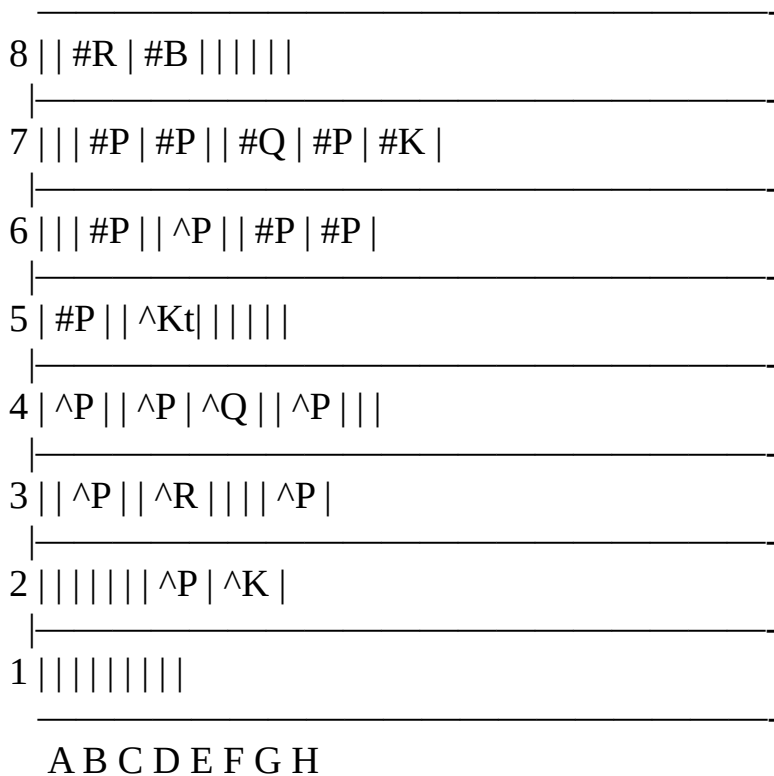 8 | | #R | #B | | | | | |
7 | | | #P | #P | | #Q | #P | #K |
6 | | | #P | | ^P | | #P | #P |
5 | #P | | ^Kt| | | | | |
4 | ^P | | ^P | ^Q | | ^P | | |
3 | | ^P | | ^R | | | | ^P |
2 | | | | | | | ^P | ^K |
1 | | | | | | | | |
A B C D E F G H